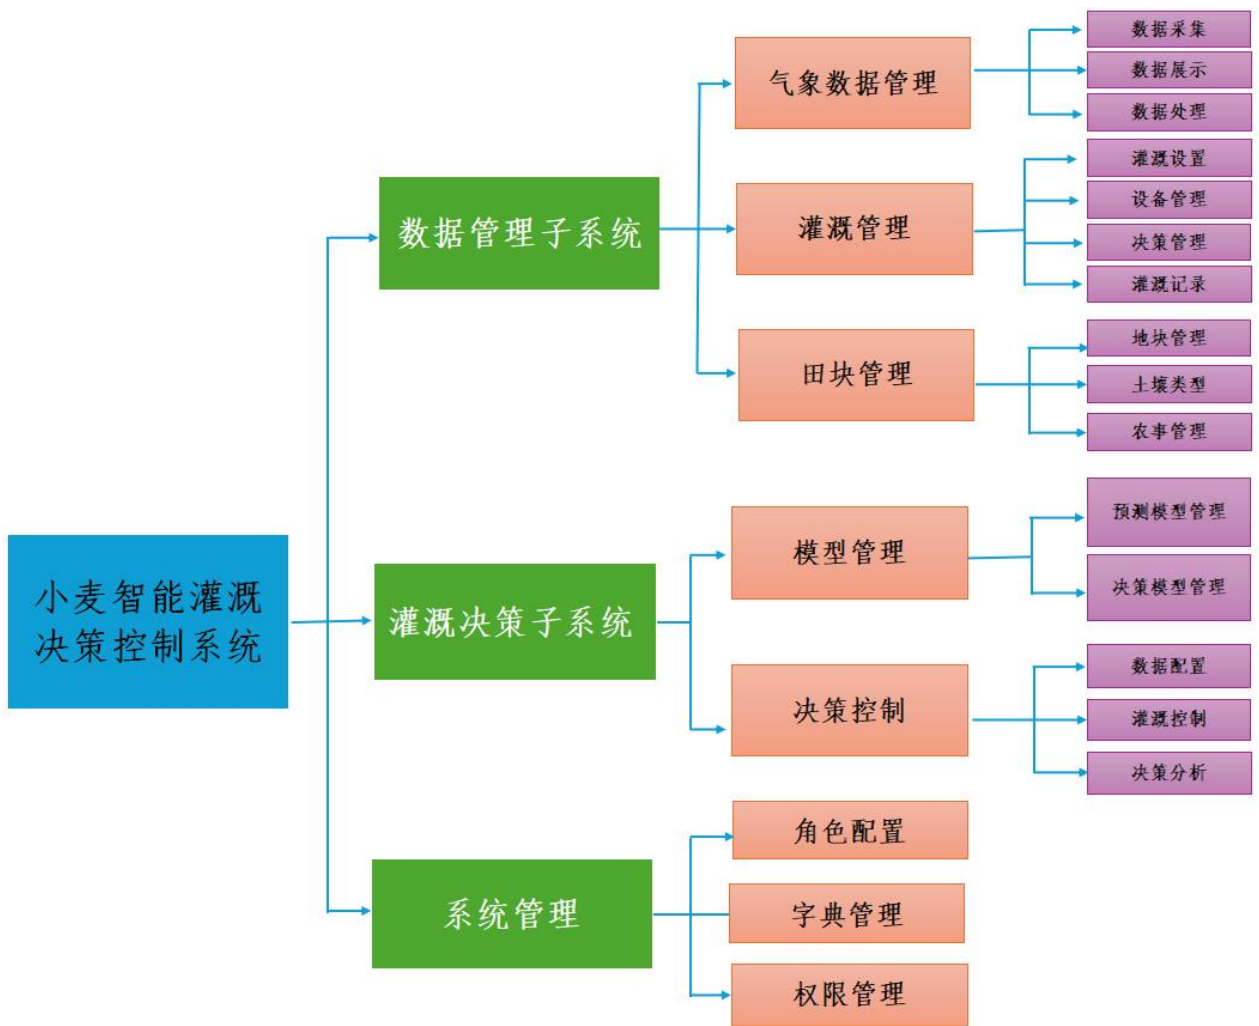 小麦智能灌溉
决策控制系统
数据管理子系统
气象数据管理
数据采集
数据展示
数据处理
灌溉管理
灌溉设置
设备管理
决策管理
灌溉记录
田块管理
地块管理
土壤类型
农事管理
灌溉决策子系统
模型管理
预测模型管理
决策模型管理
决策控制
数据配置
灌溉控制
决策分析
系统管理
角色配置
字典管理
权限管理